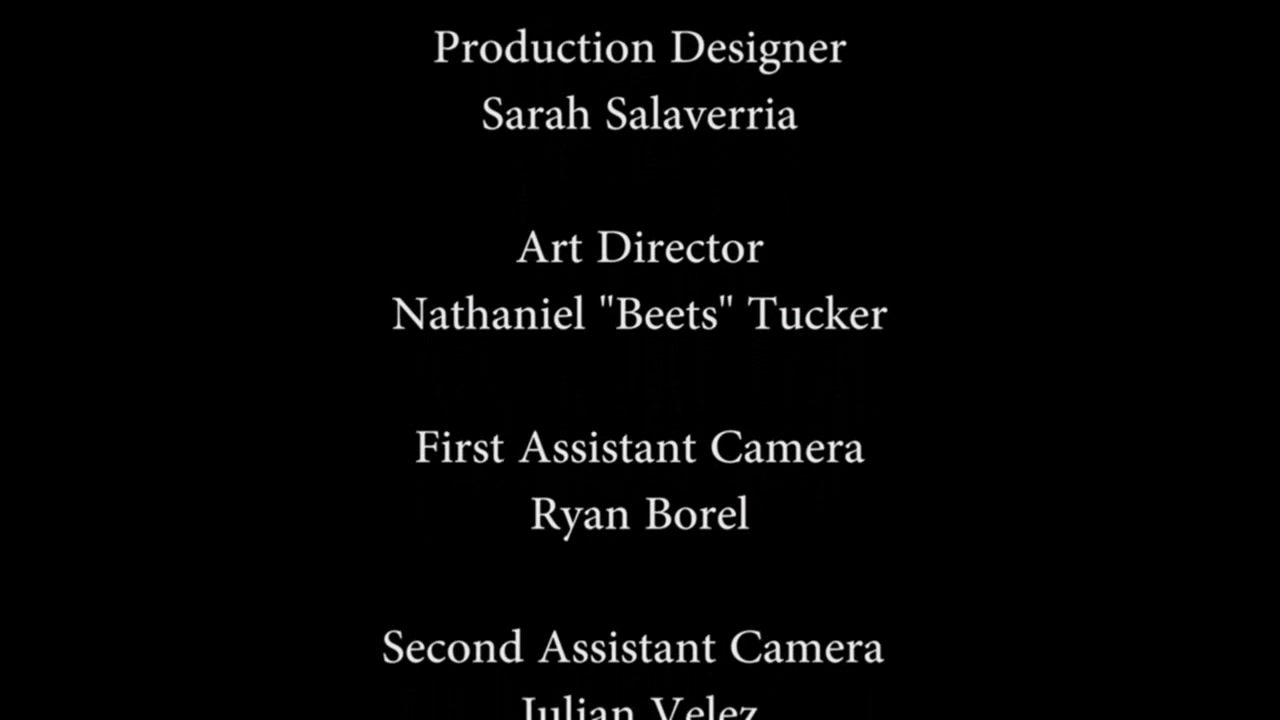 Production Designer
Sarah Salaverria
Art Director
Nathaniel "Beets" Tucker
First Assistant Camera
Ryan Borel
Second Assistant Camera
Julian Velez